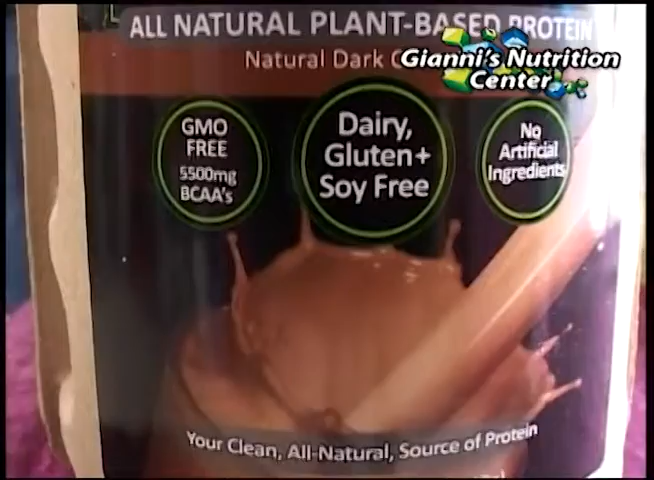 ALL NATURAL PLANT-BASED PROTEIN
Natural Dark
Gianni's Nutrition
Center
GMO
FREE
5500mg
BCAA's
Dairy,
Gluten+
Soy Free
No
Artificial
Ingredients
Your Clean, All-Natural, Source of Protein